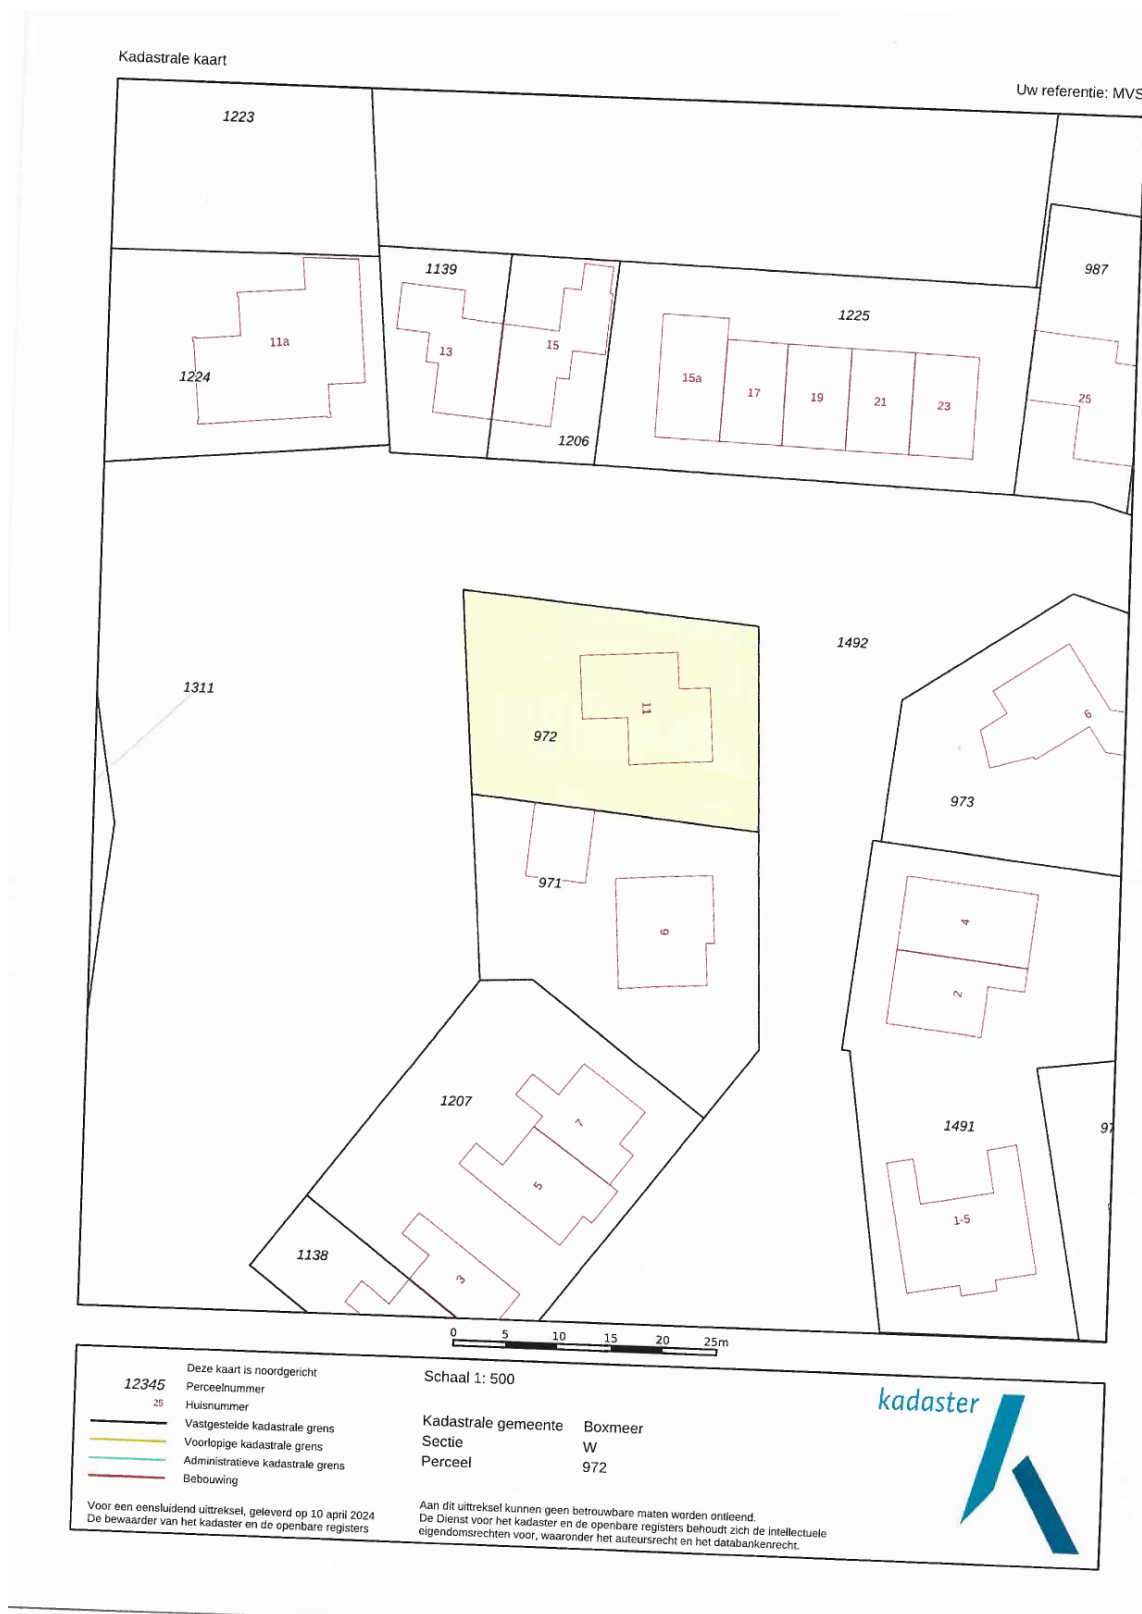 Kadastrale kaart
Uw referentie: MVS
1223
1139
987
1225
11a
13
15
15a
17
19
21
23
25
1224
1206
1311
1492
11
972
6
973
971
6
4
2
1207
7
5
1491
97
1-5
1138
3
0 5 10 15 20 25m
Deze kaart is noordgericht
12345 Perceelnummer
25 Huisnummer
Vastgestelde kadastrale grens
Voorlopige kadastrale grens
Administratieve kadastrale grens
Bebouwing
Schaal 1: 500
Kadastrale gemeente Boxmeer
Sectie W
Perceel 972
kadaster
Voor een eensluidend uittreksel, geleverd op 10 april 2024
De bewaarder van het kadaster en de openbare registers
Aan dit uittreksel kunnen geen betrouwbare maten worden ontleend.
De Dienst voor het kadaster en de openbare registers behoudt zich de intellectuele
eigendomsrechten voor, waaronder het auteursrecht en het databankenrecht.